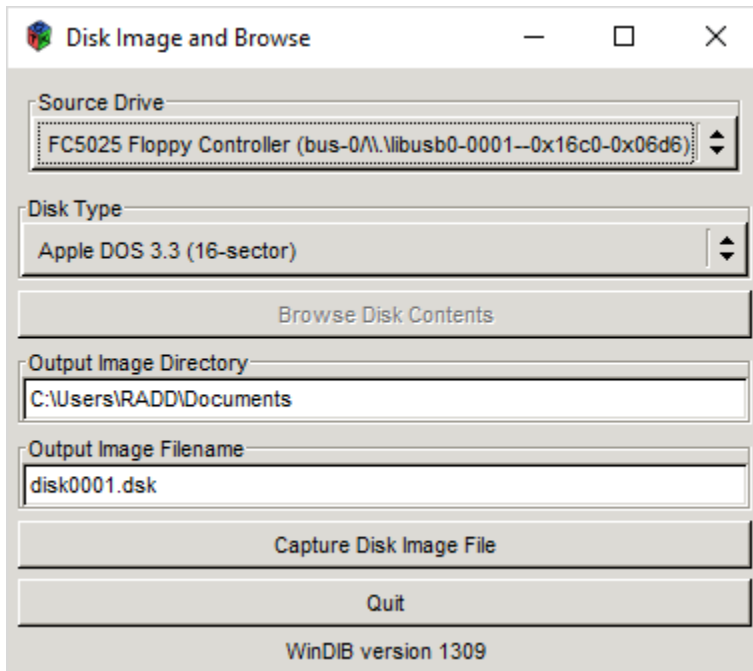 Disk Image and Browse
Source Drive
FC5025 Floppy Controller (bus-0/\\.\libusb0-0001--0x16c0-0x06d6)
Disk Type
Apple DOS 3.3 (16-sector)
Browse Disk Contents
Output Image Directory
C:\Users\RADD\Documents
Output Image Filename
disk0001.dsk
Capture Disk Image File
Quit
WinDIB version 1309